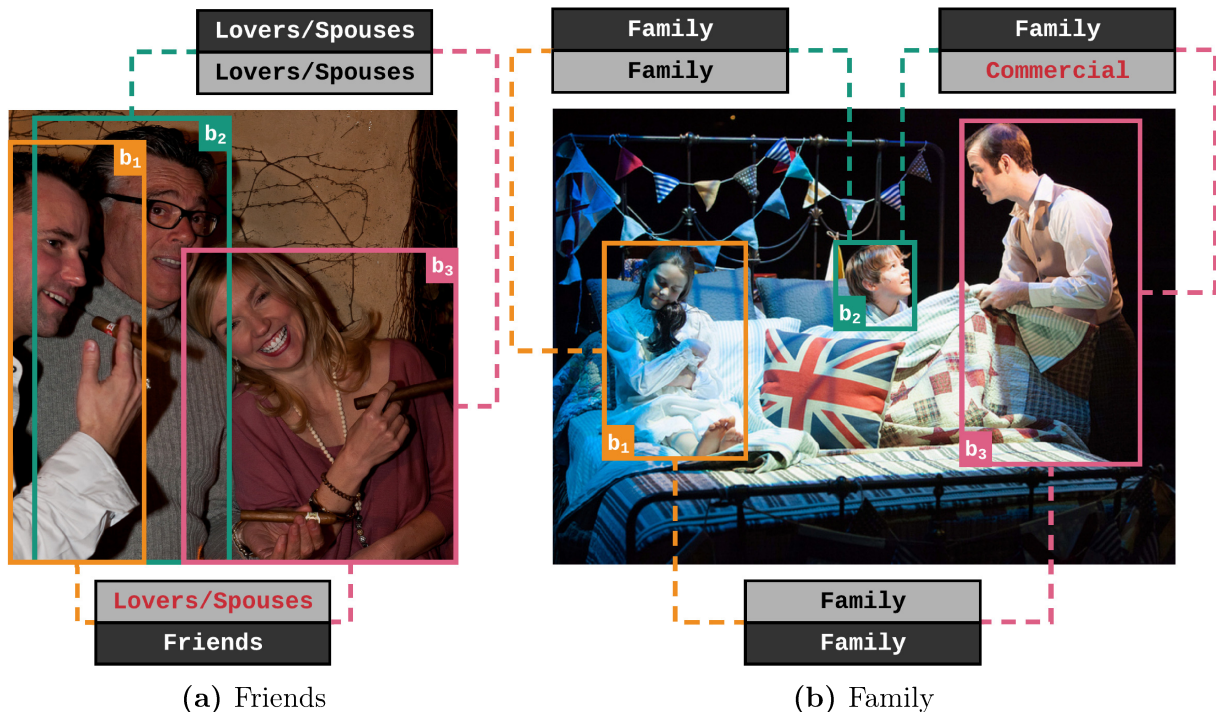 Lovers/Spouses
Lovers/Spouses
b1
b2
b3
Lovers/Spouses
Friends
(a) Friends
Family
Family
Family
Commercial
b1
b2
b3
Family
Family
(b) Family